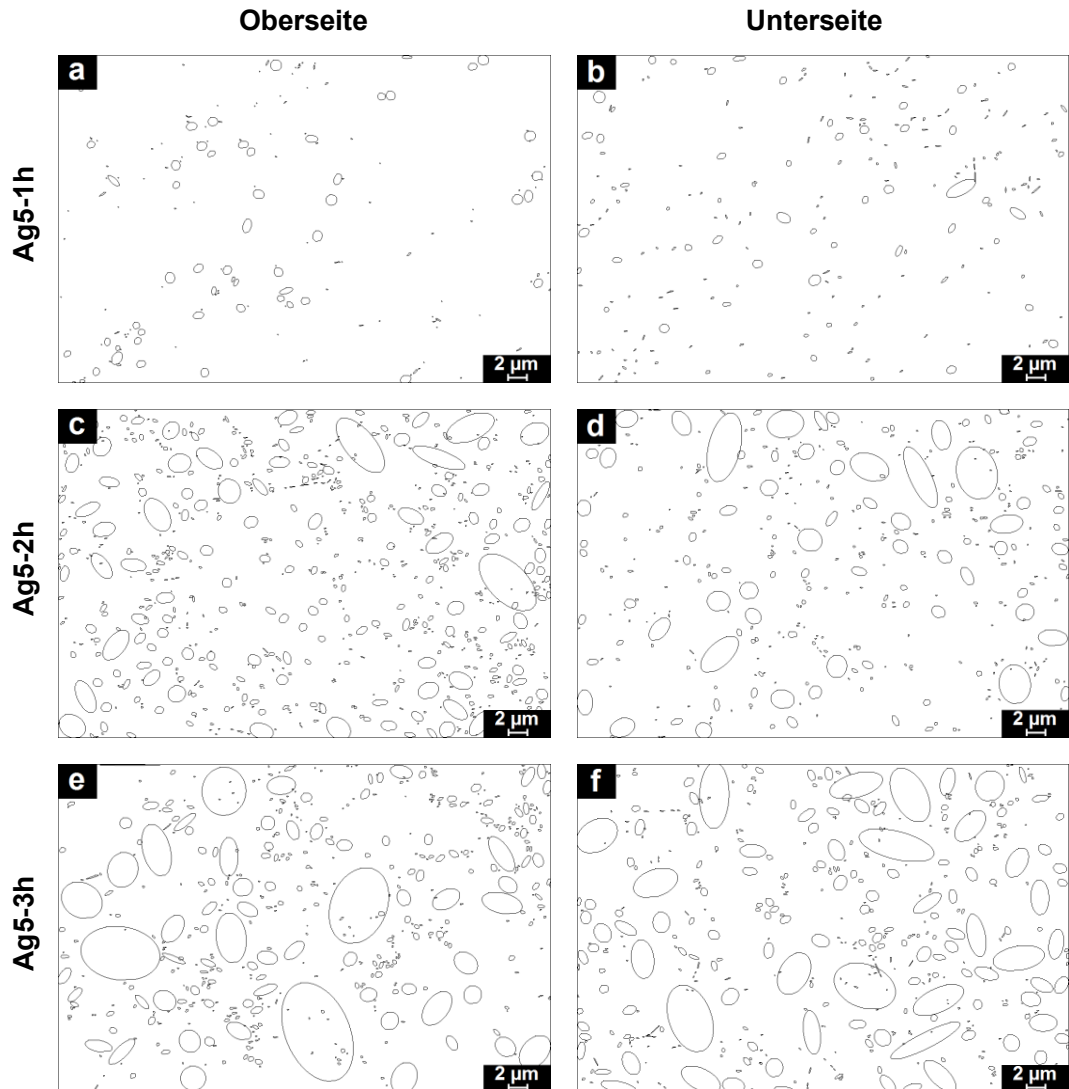 Oberseite Unterseite
Ag5-1h
a
2 µm
b
2 µm
Ag5-2h
c
2 µm
d
2 µm
Ag5-3h
e
2 µm
f
2 µm